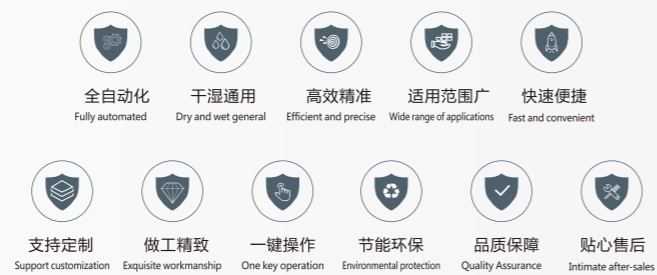 全自动化 干湿通用 高效精准 适用范围广 快速便捷
Fully automated Dry and wet general Efficient and precise Wide range of applications Fast and convenient
支持定制 做工精致 一键操作 节能环保 品质保障 贴心售后
Support customization Exquisite workmanship One key operation Environmental protection Quality Assurance Intimate after-sales